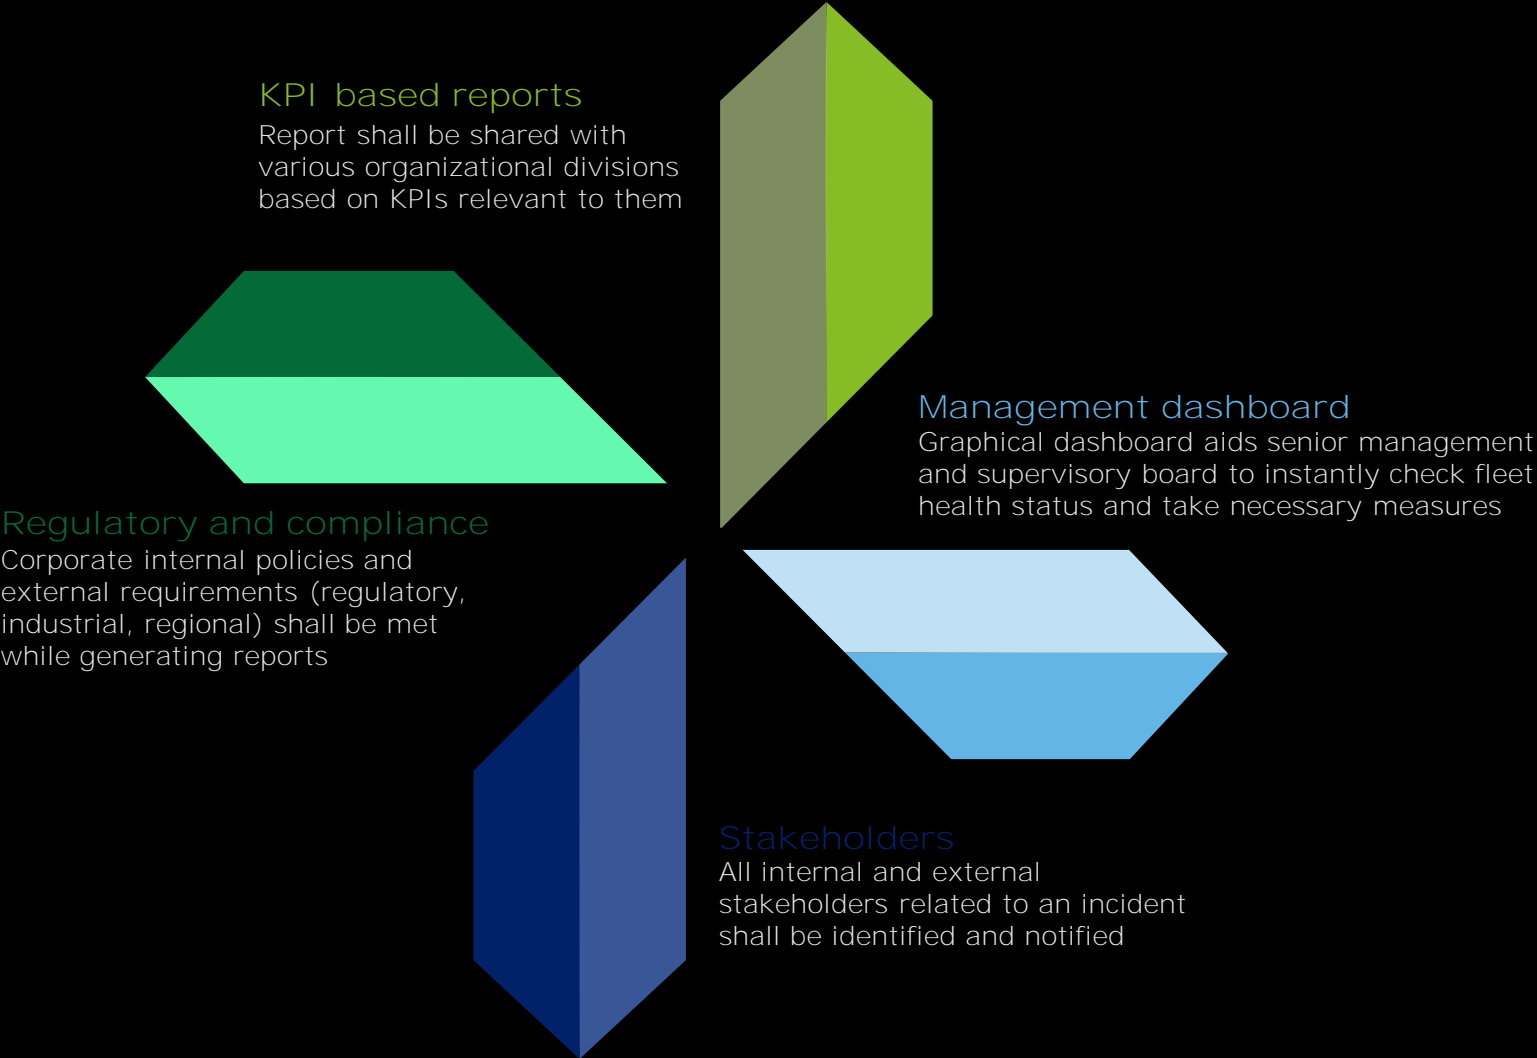 KPI based reports
Report shall be shared with
various organizational divisions
based on KPIs relevant to them
Management dashboard
Graphical dashboard aids senior management
and supervisory board to instantly check fleet
health status and take necessary measures
Regulatory and compliance
Corporate internal policies and
external requirements (regulatory,
industrial, regional) shall be met
while generating reports
Stakeholders
All internal and external
stakeholders related to an incident
shall be identified and notified